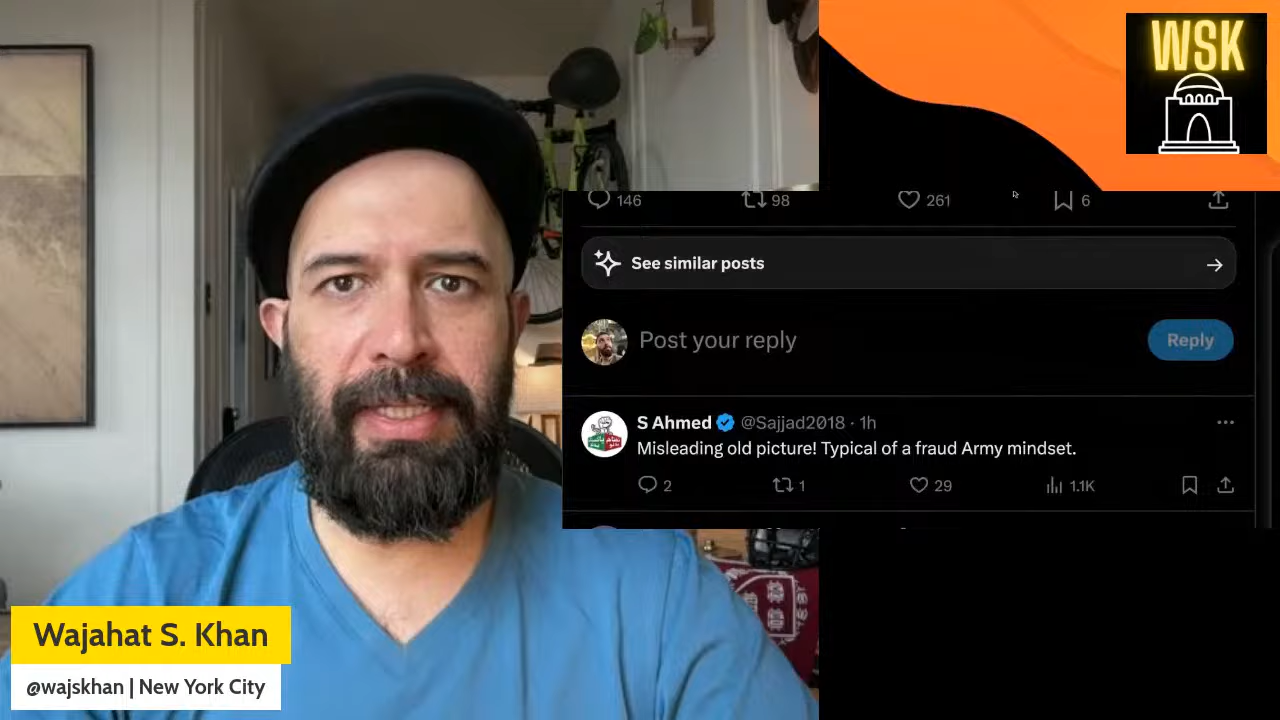 WSK
146 98 261 6
See similar posts
Post your reply
Reply
S Ahmed @Sajjad2018 · 1h
Misleading old picture! Typical of a fraud Army mindset.
2 1 29 1.1K
Wajahat S. Khan
@wajskhan | New York City